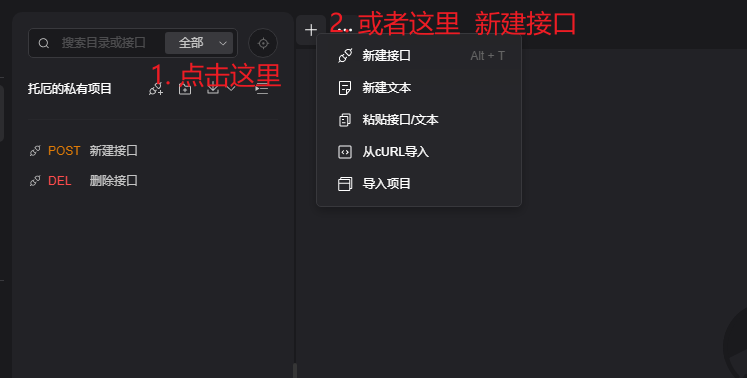 2. 或者这里 新建接口
搜索目录或接口 全部
1. 点击这里
托厄的私有项目
POST 新建接口
DEL 删除接口
新建接口 Alt + T
新建文本
粘贴接口/文本
从cURL导入
导入项目